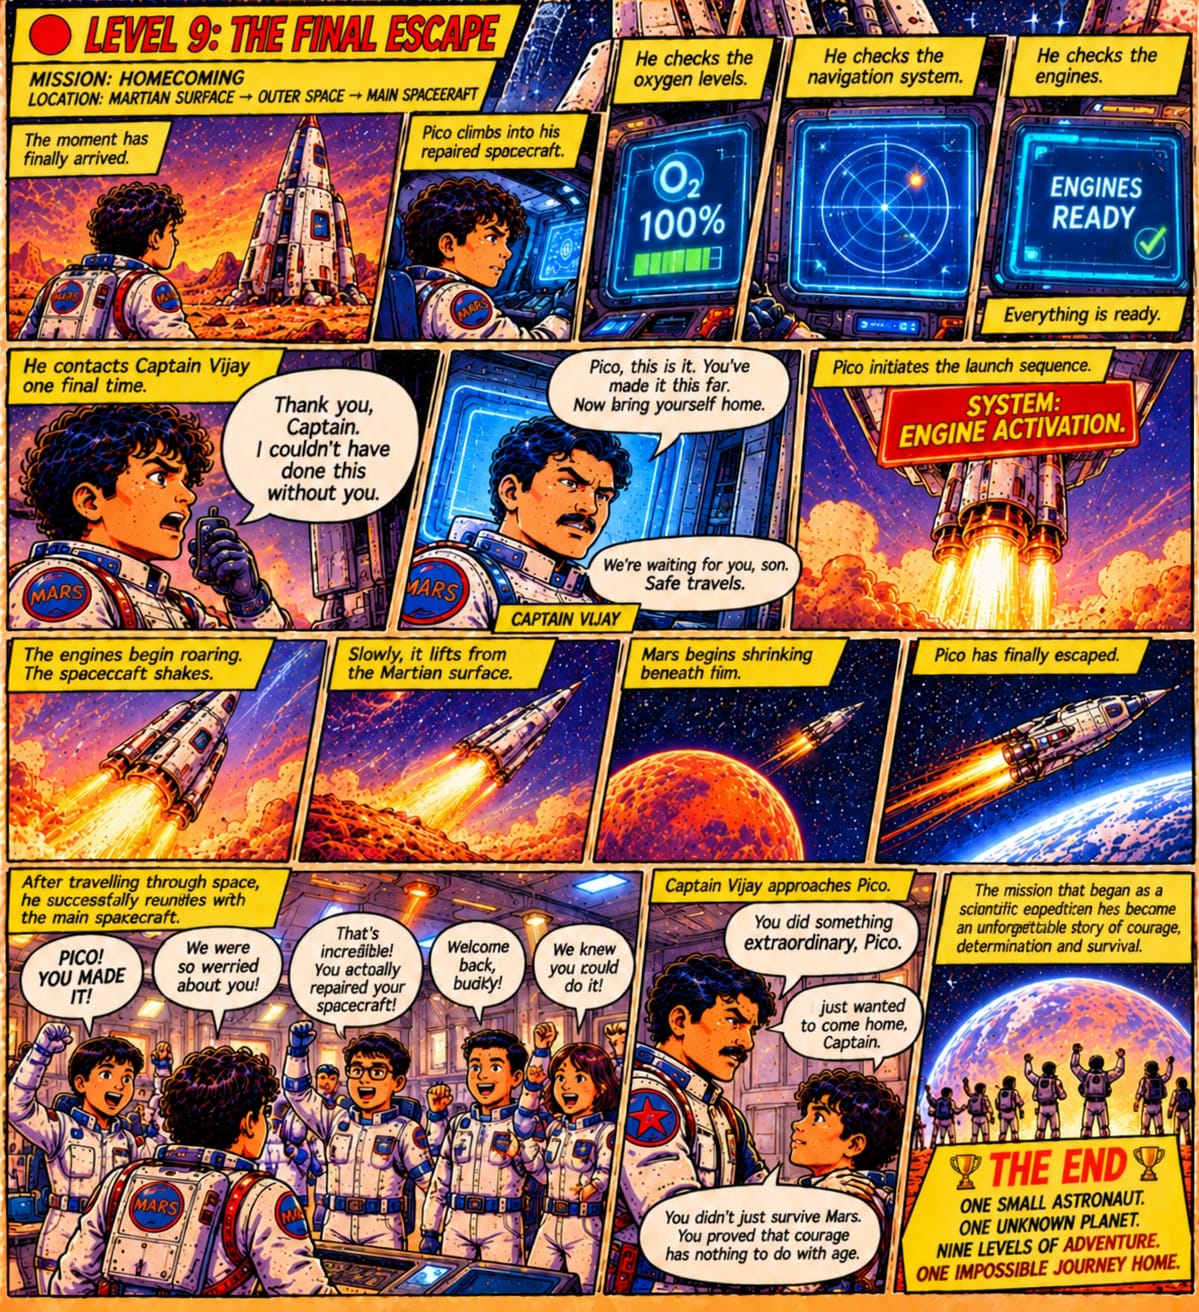 LEVEL 9: THE FINAL ESCAPE
MISSION: HOMECOMING
LOCATION: MARTIAN SURFACE → OUTER SPACE → MAIN SPACEERAFT
The moment has
finally arrived.
Pico climbs into his
repaired spocecraft.
MARS
MARS
MARS
He checks the
oxygen levels.
O₂
100%
He checks the
navigation system.
He checks the
engines.
ENGINES
READY
Everything is ready.
He contacts Captain Vijay
one final time.
Thank you,
Captain.
I couldn't have
done this
without you.
MARS
Pico, this is it. You've
made it this far.
Now bring yourself home.
We're waiting for you, son.
Safe travels.
MARS
CAPTAIN VIJAY
Pico initiates the launch sequence.
SYSTEM:
ENGINE ACTIVATION.
The engines begin roaring.
The spaceccaft shakes.
Slowly, it lifts from
the Martian surface.
Mars begins shrinking
beneath him.
Pico has finally escaped.
After travelling through space,
he successfully reunites with
the main spakecraft.
PICO!
YOU MADE
IT!
We were
so werried
about you!
That's
incredible!
You actually
repaired your
spacecraft!
Welcome
back,
budky!
We knew
you could
do it!
MARS
MA
Captain Vijay approaches Pico.
You did something
extraordinary, Pico.
just wanted
to come home,
Captain.
You didn't just survive Mars.
You proved that courage
has nothing to do with age.
The mission that began as a
scientific expeditien hes become
an unforgettable story of courage,
determination and survival.
THE END
ONE SMALL ASTRONAUT.
ONE UNKNOWN PLANET.
NINE LEVELS OF ADVENTURE.
ONE IMPOSSIBLE JOURNEY HOME.